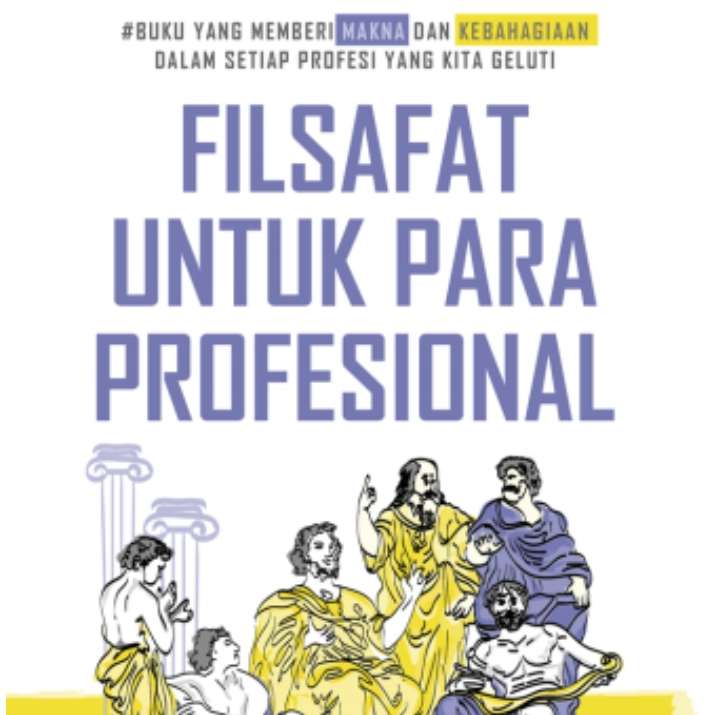 #BUKU YANG MEMBERI MAKNA DAN KEBAHAGIAAN
DALAM SETIAP PROFESI YANG KITA GELUTI
FILSAFAT
UNTUK PARA
PROFESIONAL